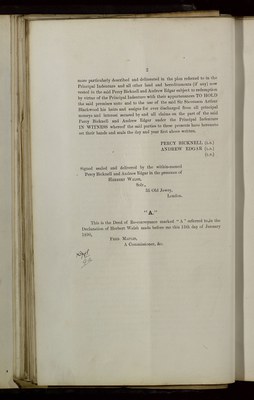 2
more particularly described and delineated in the plan referred to in the
Principal Indenture and all other land and hereditaments (if any) now
vested in the said Percy Bicknell and Andrew Edgar subject to redemption
by virtue of the Principal Indenture with their appurtenances TO HOLD
the said premises unto and to the use of the said Sir Stevenson Arthur
Blackwood his heirs and assigns for ever discharged from all principal
moneys and interest secured by and all claims on the part of the said
Percy Bicknell and Andrew Edgar under the Principal Indenture
IN WITNESS whereof the said parties to these presents have hereunto
set their hands and seals the day and year first above written.
PERCY BICKNELL (L.S.)
ANDREW EDGAR (L.S.)
(L.S.)
Signed sealed and delivered by the within-named
Percy Bicknell and Andrew Edgar in the presence of
Herbert Walsh,
Solr.,
35 Old Jewry,
London.
"A."
This is the Deed of Reconveyance marked "A" referred to in the
Declaration of Herbert Walsh made before me this 13th day of January
A Commissioner, &c.